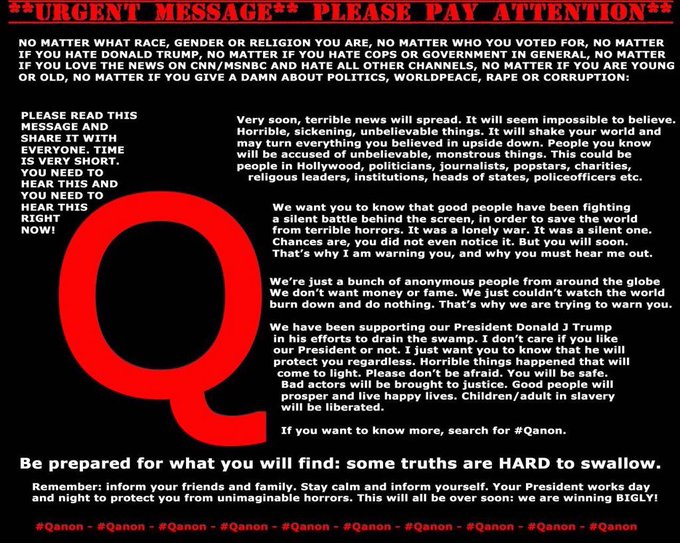 **URGENT MESSAGE** PLEASE PAY ATTENTION**
NO MATTER WHAT RACE, GENDER OR RELIGION YOU ARE, NO MATTER WHO YOU VOTED FOR, NO MATTER
IF YOU HATE DONALD TRUMP, NO MATTER IF YOU HATE COPS OR GOVERNMENT IN GENERAL, NO MATTER
IF YOU LOVE THE NEWS ON CNN/MSNBC AND HATE ALL OTHER CHANNELS, NO MATTER IF YOU ARE YOUNG
OR OLD, NO MATTER IF YOU GIVE A DAMN ABOUT POLITICS, WORLDPEACE, RAPE OR CORRUPTION:
PLEASE READ THIS
MESSAGE AND
SHARE IT WITH
EVERYONE. TIME
IS VERY SHORT.
YOU NEED TO
HEAR THIS AND
YOU NEED TO
HEAR THIS
RIGHT
NOW!
Q
Very soon, terrible news will spread. It will seem impossible to believe.
Horrible, sickening, unbelievable things. It will shake your world and
may turn everything you believed in upside down. People you know
will be accused of unbelievable, monstrous things. This could be
people in Hollywood, politicians, journalists, popstars, charities,
religous leaders, institutions, heads of states, policeofficers etc.
We want you to know that good people have been fighting
a silent battle behind the screen, in order to save the world
from terrible horrors. It was a lonely war. It was a silent one.
Chances are, you did not even notice it. But you will soon.
That's why I am warning you, and why you must hear me out.
We're just a bunch of anonymous people from around the globe
We don't want money or fame. We just couldn't watch the world
burn down and do nothing. That's why we are trying to warn you.
We have been supporting our President Donald J Trump
in his efforts to drain the swamp. I don't care if you like
our President or not. I just want you to know that he will
protect you regardless. Horrible things happened that will
come to light. Please don't be afraid. You will be safe.
Bad actors will be brought to justice. Good people will
prosper and live happy lives. Children/adult in slavery
will be liberated.
If you want to know more, search for #Qanon.
Be prepared for what you will find: some truths are HARD to swallow.
Remember: inform your friends and family. Stay calm and inform yourself. Your President works day
and night to protect you from unimaginable horrors. This will all be over soon: we are winning BIGLY!
#Qanon - #Qanon - #Qanon - #Qanon - #Qanon - #Qanon - #Qanon - #Qanon - #Qanon - #Qanon